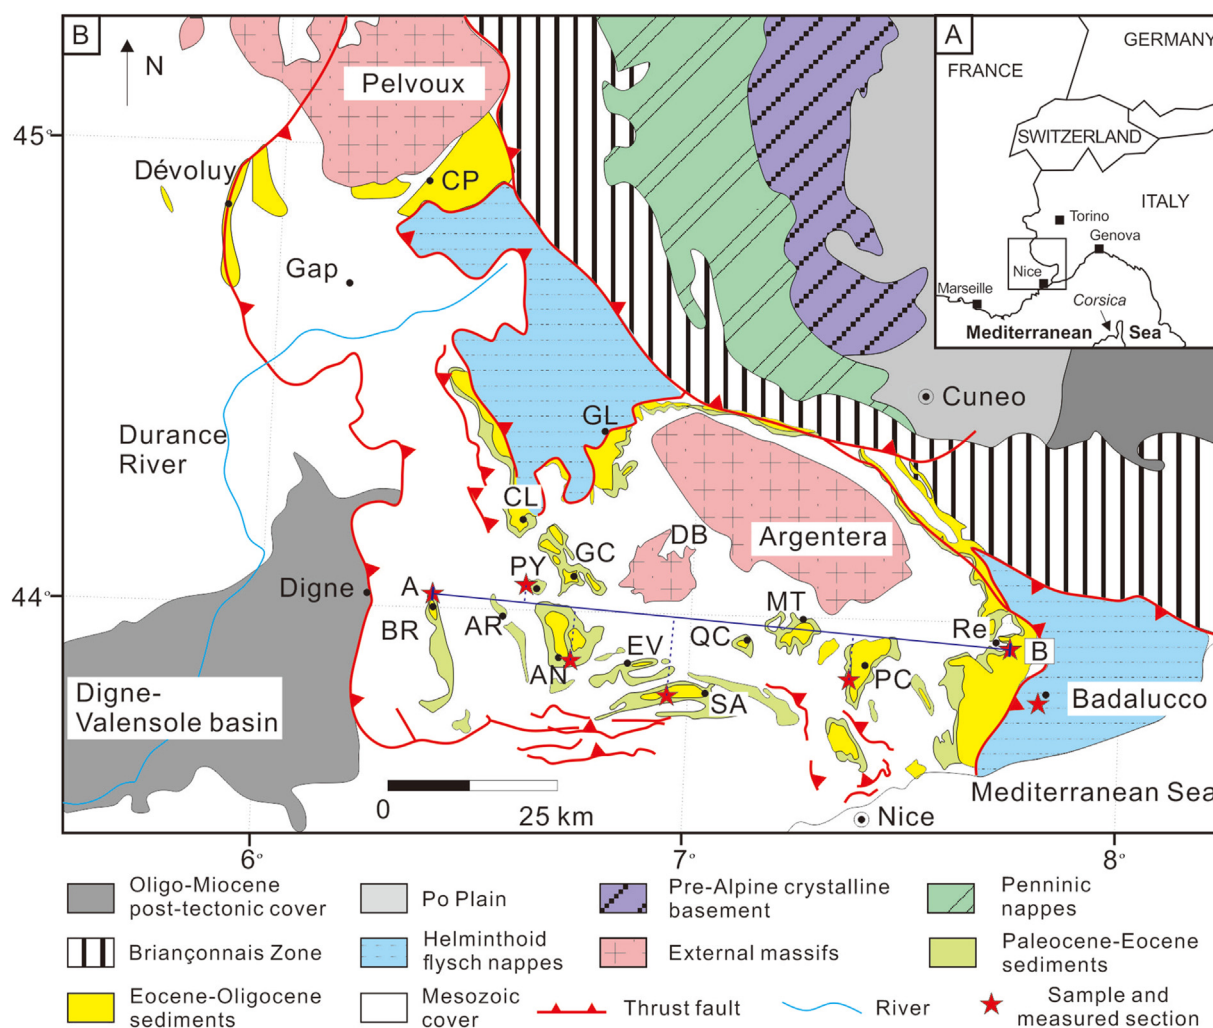 B
N
Pelvoux
45°
Dévoluy
CP
Gap
Durance
River
GL
CL
DB
Argentera
Cuneo
PY
GC
44°
Digne
A
BR
AR
AN
EV
QC
MT
Re
B
PC
SA
Badalucco
Digne-
Valensole basin
0
25 km
Mediterranean Sea
Nice
6°
7°
8°
A
GERMANY
FRANCE
SWITZERLAND
ITALY
Torino
Genova
Nice
Marseille
Corsica
Mediterranean Sea
Oligo-Miocene
post-tectonic cover
Po Plain
Pre-Alpine crystalline
basement
Penninic
nappes
Briançonnais Zone
Helminthoid
flysch nappes
External massifs
Paleocene-Eocene
sediments
Eocene-Oligocene
sediments
Mesozoic
cover
Thrust fault
River
Sample and
measured section